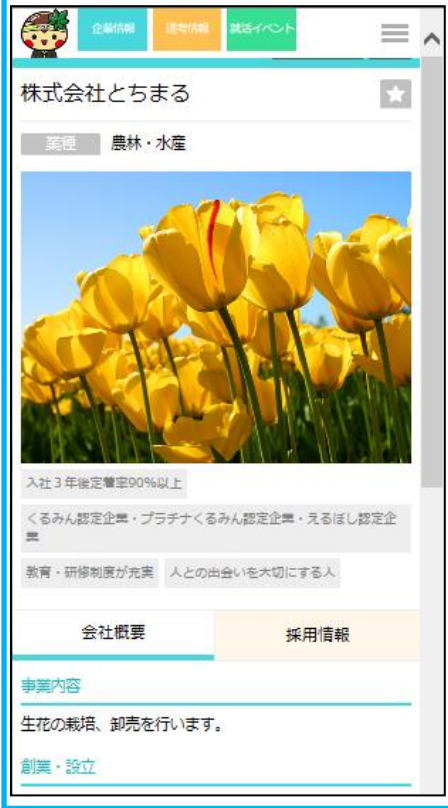 企業情報
選考情報
就活イベント
株式会社とちまる
業種 農林・水産
入社3年後定着率90%以上
くるみん認定企業・プラチナくるみん認定企業・えるぼし認定企
業
教育・研修制度が充実 人との出会いを大切にする人
会社概要 採用情報
事業内容
生花の栽培、卸売を行います。
創業・設立